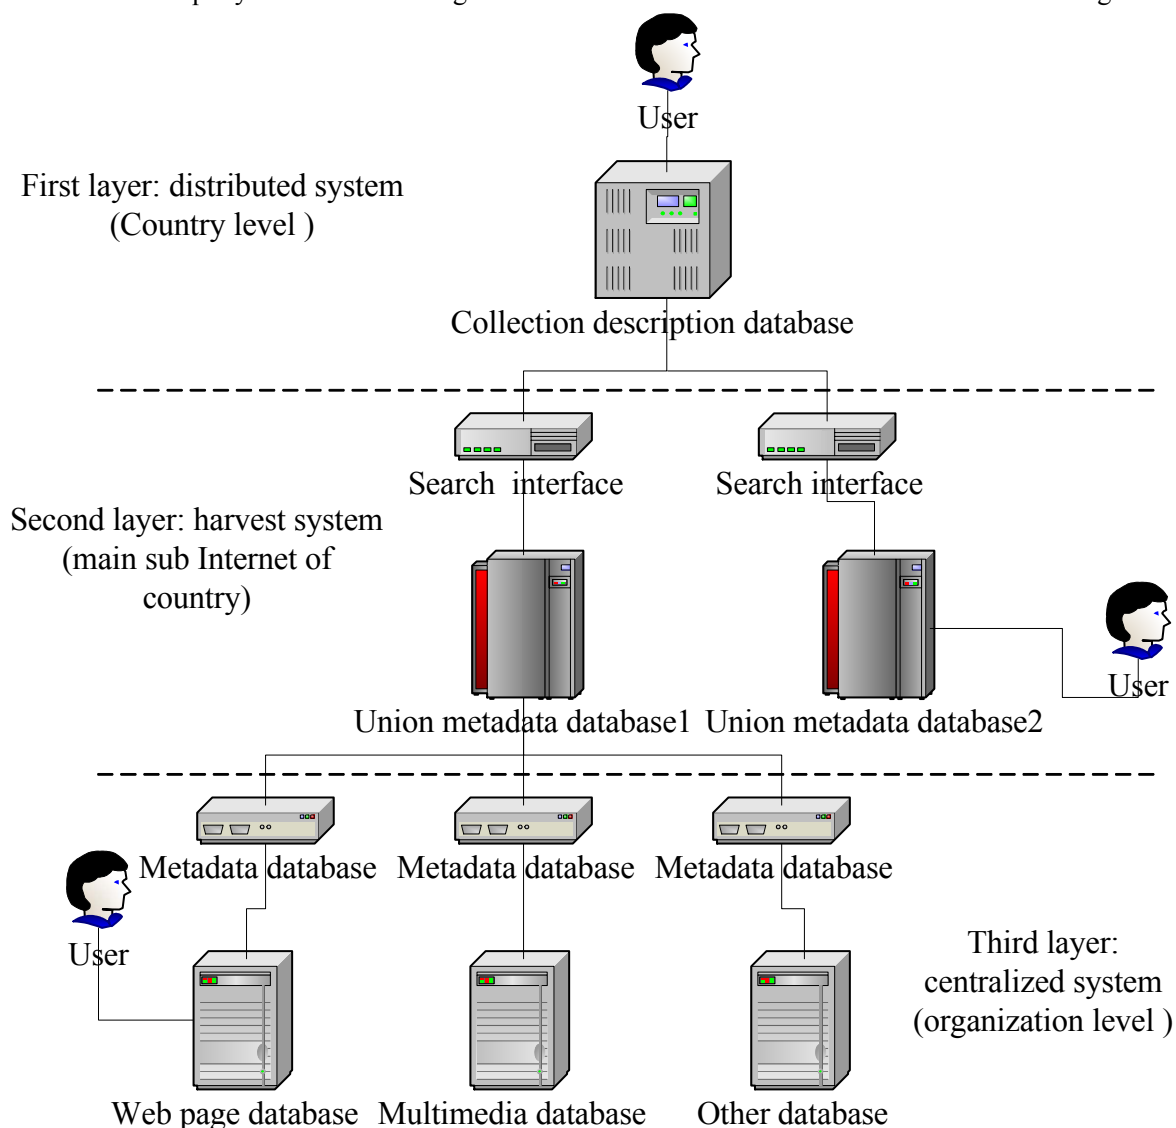 User
First layer: distributed system
(Country level )
Collection description database
Search interface
Search interface
Second layer: harvest system
(main sub Internet of
country)
User
Union metadata database1
Union metadata database2
Metadata database
Metadata database
Metadata database
User
Third layer:
centralized system
(organization level )
Web page database
Multimedia database
Other database